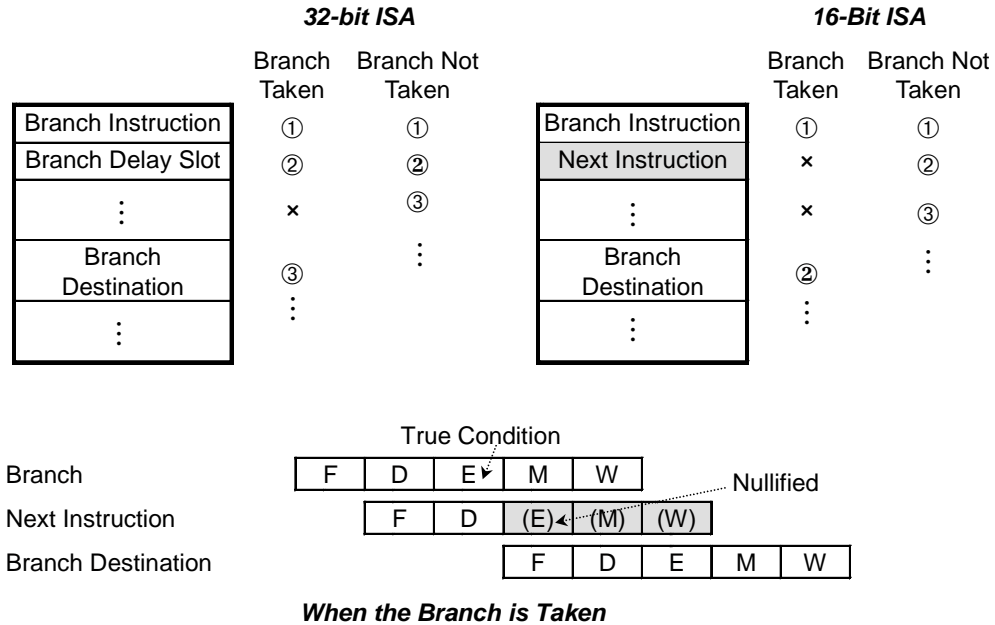 32-bit ISA
Branch Taken
Branch Not Taken
Branch Instruction ① ①
Branch Delay Slot ② ②
⋮ × ③
⋮
Branch Destination ③
⋮
⋮
16-Bit ISA
Branch Taken
Branch Not Taken
Branch Instruction ① ①
Next Instruction × ②
⋮ × ③
⋮
Branch Destination ②
⋮
⋮
True Condition
Branch F D E M W
Nullified
Next Instruction F D (E) (M) (W)
Branch Destination F D E M W
When the Branch is Taken